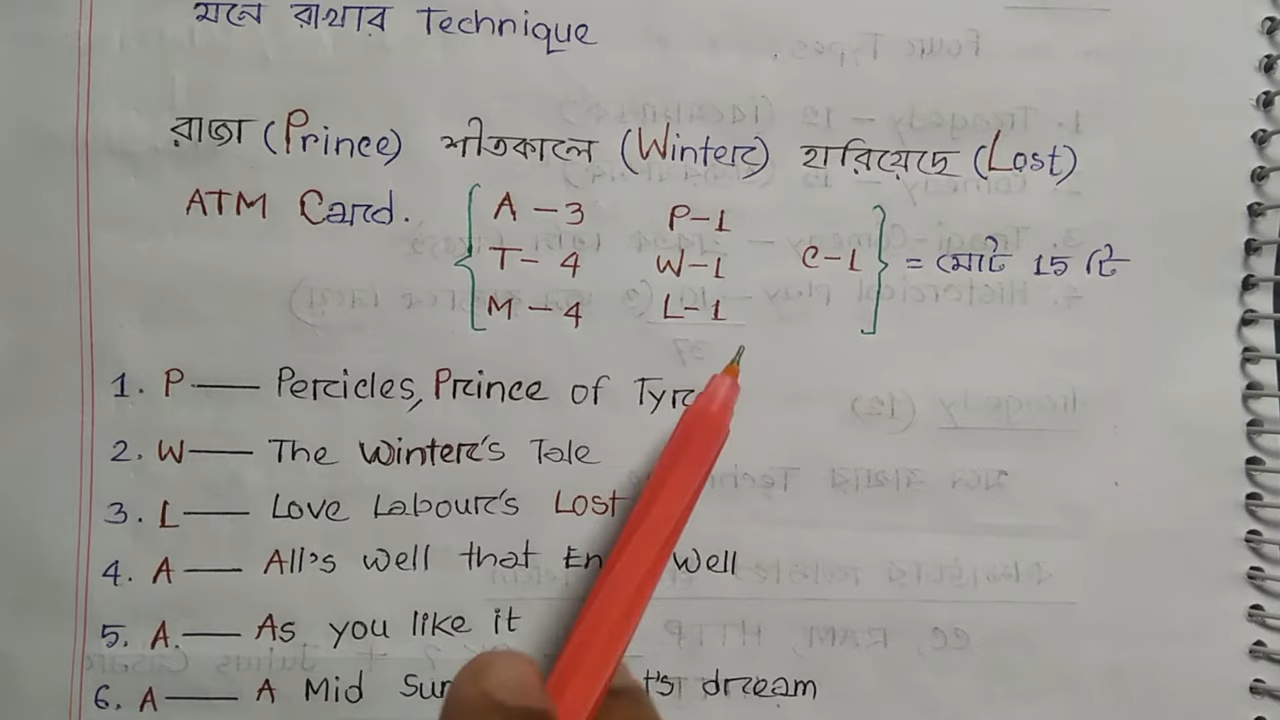 মনে রাখার Technique
রাজা (Prince) শীতকালে (Winter) হারিয়েছে (Lost)
ATM Card. { A - 3 P-1
T- 4 W-1 C-1 } = মোট 15 টি
M - 4 L-1
1. P — Pericles, Prince of Tyr
2. W — The Winter's Tale
3. L — Love Labour's Lost
4. A — All's well that En Well
5. A. — As you like it
6. A — A Mid Sum t's dream